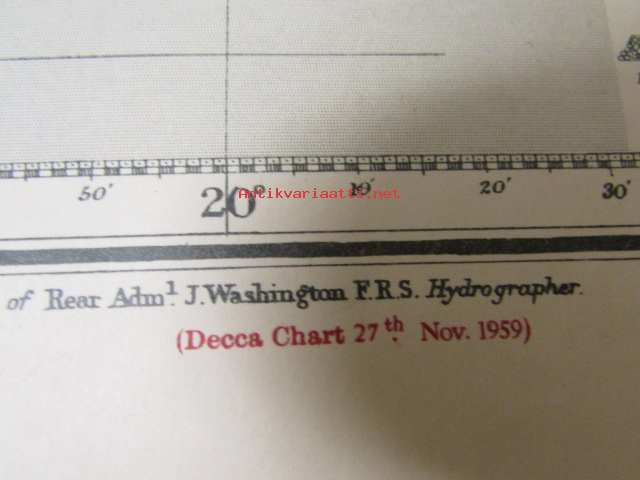 50′ 20° 10′ 20′ 30′
Antikvariaatti.net
of Rear Adm.l J. Washington F.R.S. Hydrographer.
(Decca Chart 27th Nov. 1959)